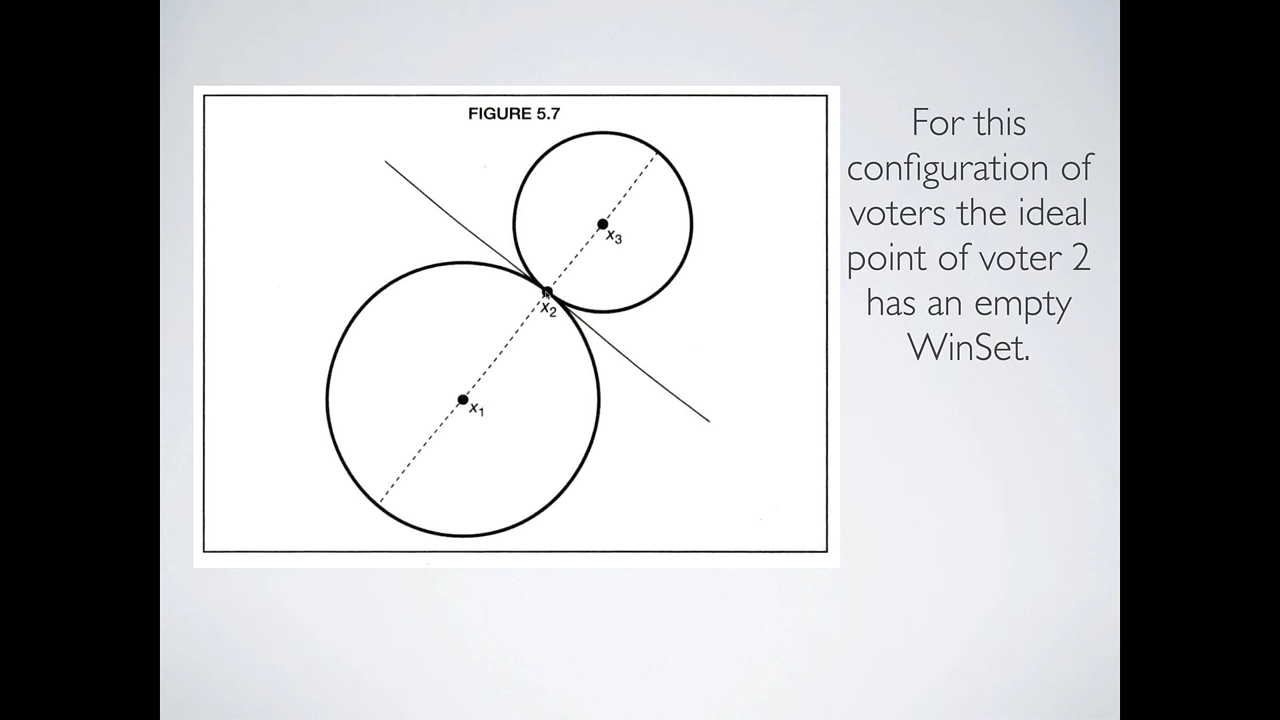 FIGURE 5.7
x3
x2
x1
For this
configuration of
voters the ideal
point of voter 2
has an empty
WinSet.